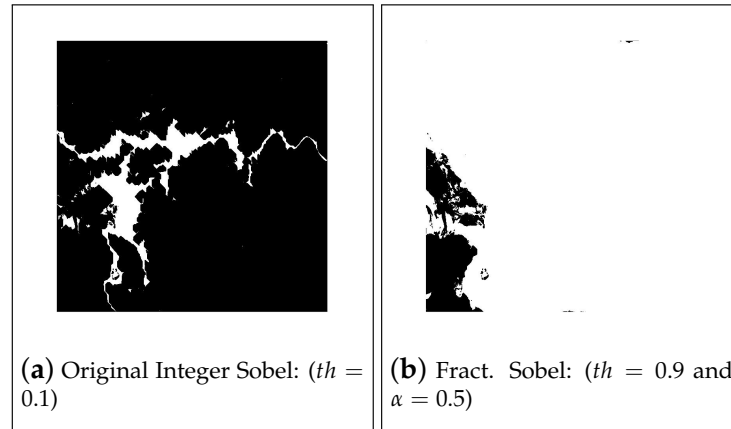 (a) Original Integer Sobel: (th =
0.1)
(b) Fract. Sobel: (th = 0.9 and
α = 0.5)